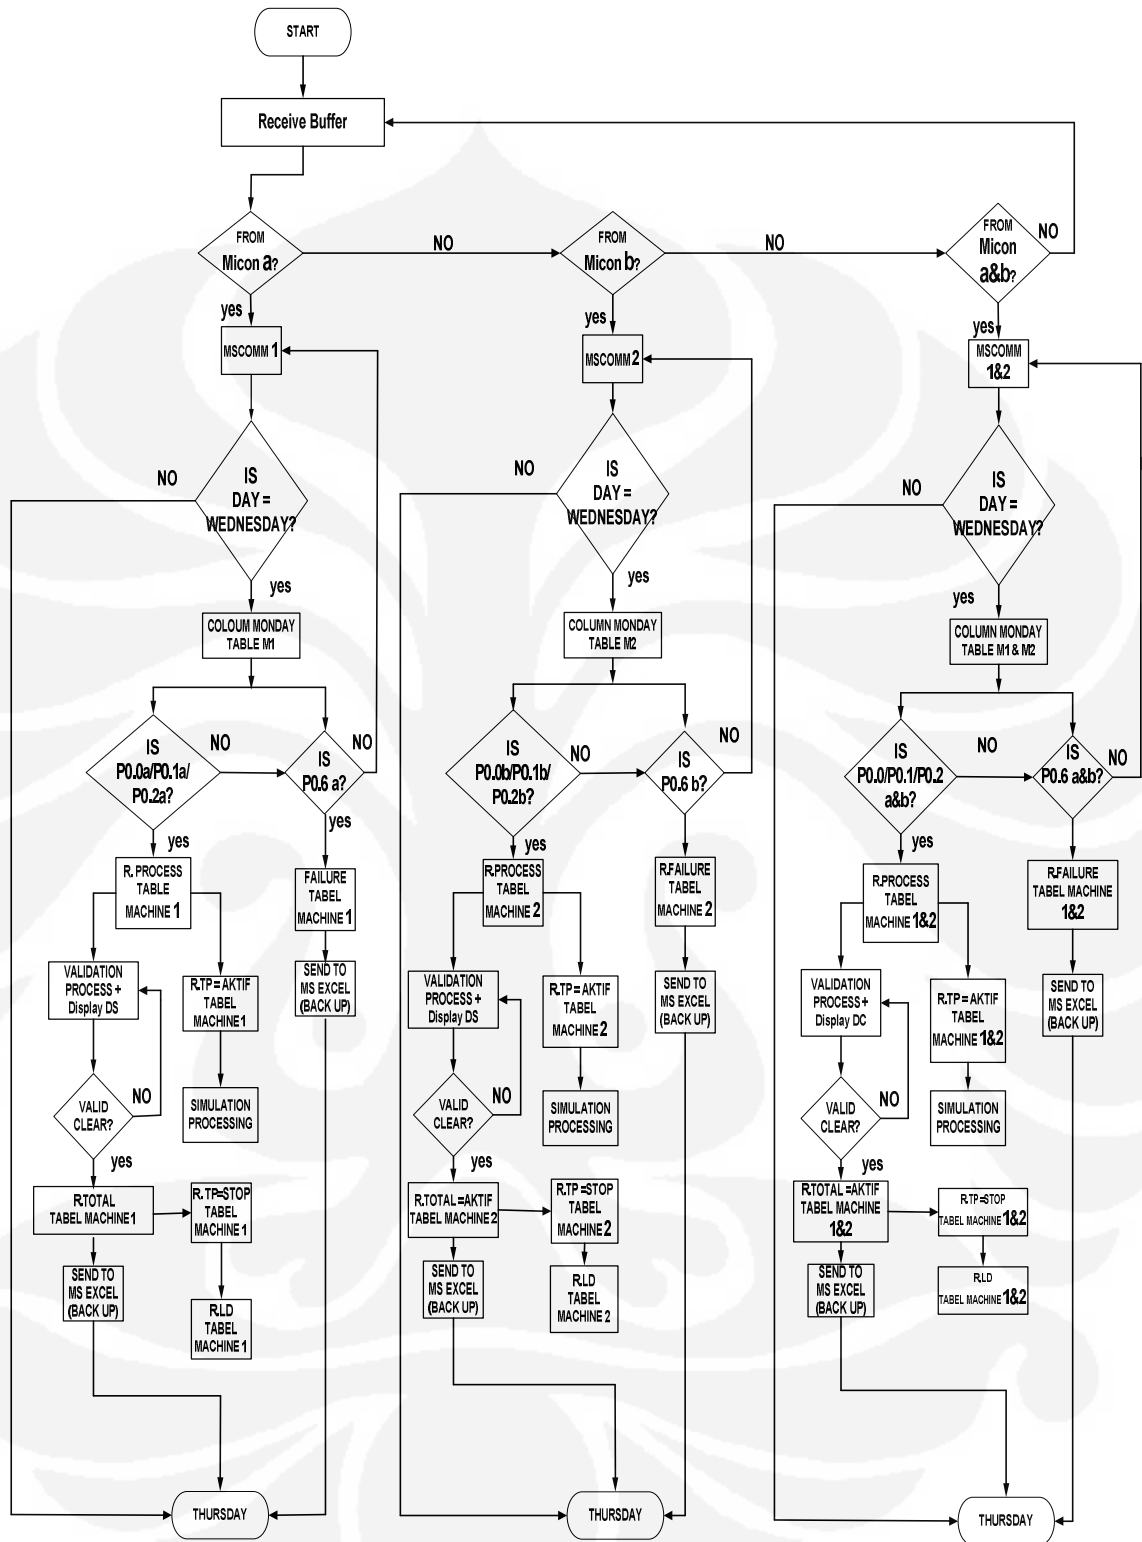 START
Receive Buffer
FROM
Micon a?
NO
FROM
Micon b?
NO
FROM
Micon
a&b?
NO
yes
MSCOMM 1
yes
MSCOMM 2
yes
MSCOMM
1&2
NO
IS
DAY =
WEDNESDAY?
yes
NO
IS
DAY =
WEDNESDAY?
yes
NO
IS
DAY =
WEDNESDAY?
yes
COLOUM MONDAY
TABLE M1
COLUMN MONDAY
TABLE M2
COLUMN MONDAY
TABLE M1 & M2
IS
P0.0a/P0.1a/
P0.2a?
NO
yes
IS
P0.6 a?
NO
yes
IS
P0.0b/P0.1b/
P0.2b?
NO
yes
IS
P0.6 b?
NO
yes
IS
P0.0/P0.1/P0.2
a&b?
NO
yes
IS
P0.6 a&b?
NO
yes
R. PROCESS
TABLE
MACHINE 1
FAILURE
TABEL
MACHINE 1
R.PROCESS
TABEL
MACHINE 2
R.FAILURE
TABEL
MACHINE 2
R.PROCESS
TABEL
MACHINE 1&2
R.FAILURE
TABEL MACHINE
1&2
VALIDATION
PROCESS +
Display DS
R.TP=AKTIF
TABEL
MACHINE 1
SEND TO
MS EXCEL
(BACK UP)
VALIDATION
PROCESS +
Display DS
R.TP=AKTIF
TABEL
MACHINE 2
SEND TO
MS EXCEL
(BACK UP)
VALIDATION
PROCESS +
Display DC
R.TP=AKTIF
TABEL
MACHINE 1&2
SEND TO
MS EXCEL
(BACK UP)
VALID
CLEAR?
NO
yes
SIMULATION
PROCESSING
VALID
CLEAR?
NO
yes
SIMULATION
PROCESSING
VALID
CLEAR?
NO
yes
SIMULATION
PROCESSING
R.TOTAL
TABEL MACHINE 1
R. TP=STOP
TABEL
MACHINE 1
R.TOTAL =AKTIF
TABEL MACHINE 2
R.TP =STOP
TABEL
MACHINE 2
R.TOTAL =AKTIF
TABEL MACHINE
1&2
R.TP=STOP
TABEL MACHINE 1&2
SEND TO
MS EXCEL
(BACK UP)
R.LD
TABEL
MACHINE 1
SEND TO
MS EXCEL
(BACK UP)
R.LD
TABEL
MACHINE 2
SEND TO
MS EXCEL
(BACK UP)
R.LD
TABEL MACHINE 1&2
THURSDAY
THURSDAY
THURSDAY